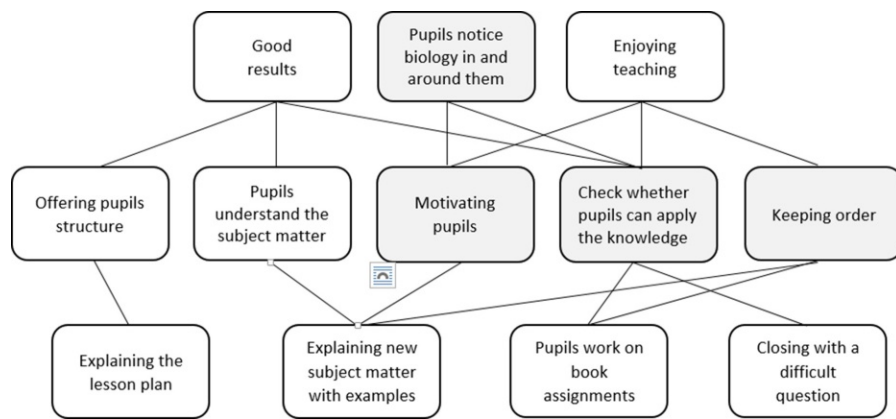 Good
results
Pupils notice
biology in and
around them
Enjoying
teaching
Offering pupils
structure
Pupils
understand the
subject matter
Motivating
pupils
Check whether
pupils can apply
the knowledge
Keeping order
Explaining the
lesson plan
Explaining new
subject matter
with examples
Pupils work on
book
assignments
Closing with a
difficult
question